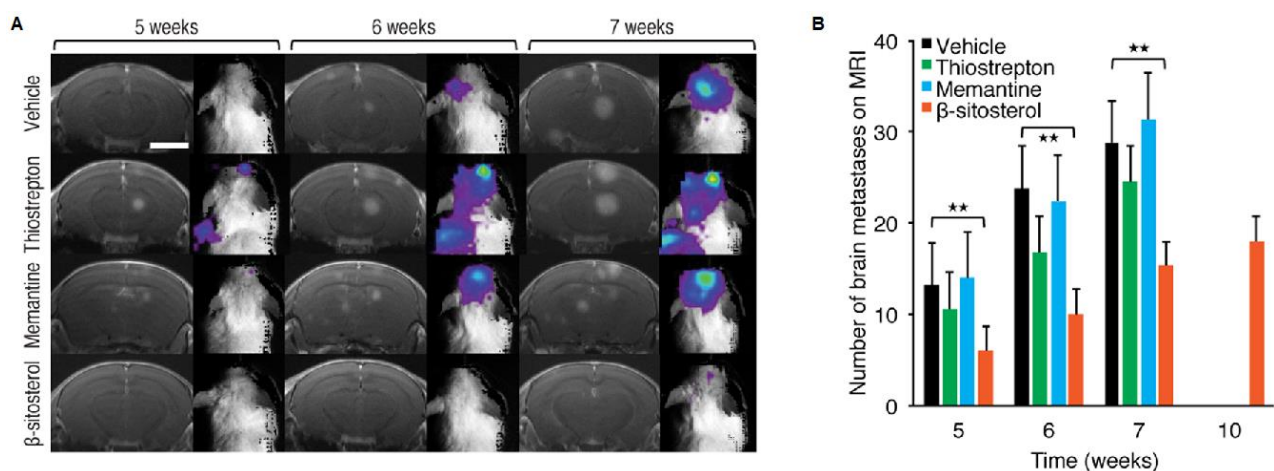 A
5 weeks
6 weeks
7 weeks
Vehicle
Thiostrepton
Memantine
β-sitosterol
B
Number of brain metastases on MRI
40
30
20
10
0
Vehicle
Thiostrepton
Memantine
β-sitosterol
★★
★★
★★
5
6
7
10
Time (weeks)